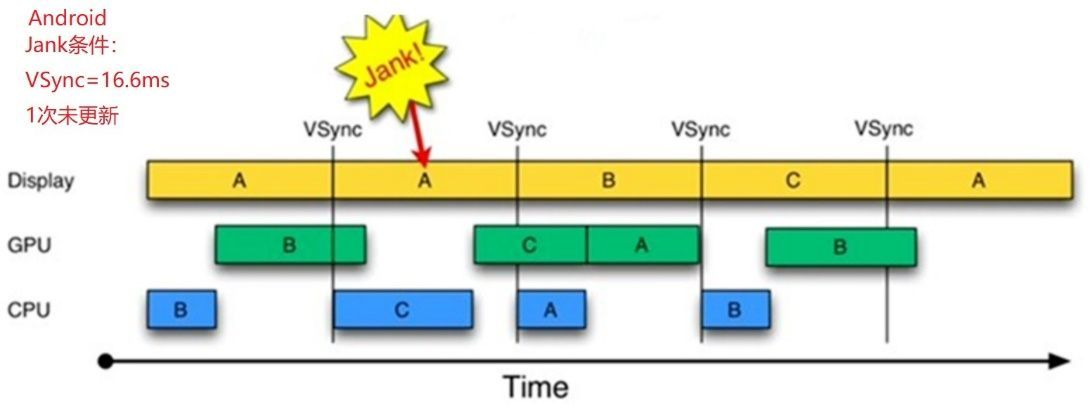 Android
Jank条件:
VSync=16.6ms
1次未更新
Jank!
VSync VSync VSync VSync
Display A A B C A
GPU B C A B
CPU B C A B
Time